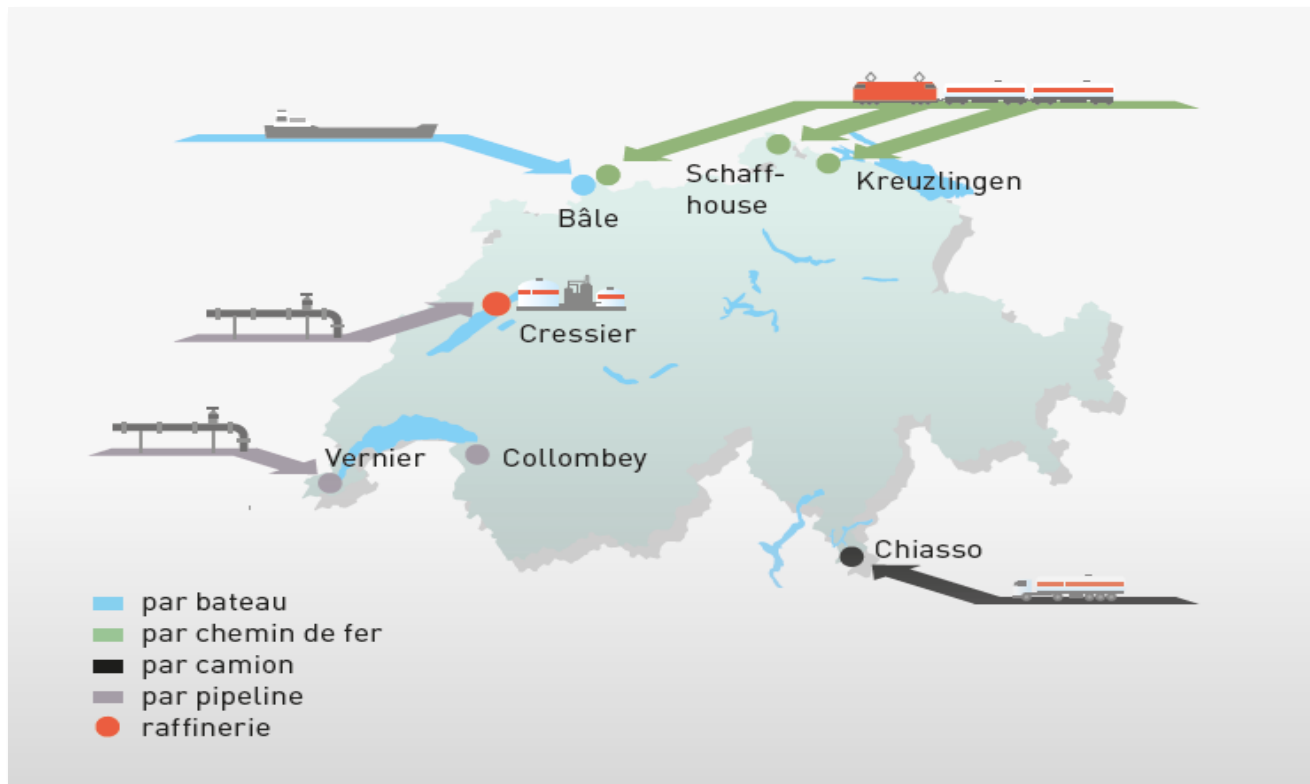 Schaff-
house
Kreuzlingen
Bâle
Cressier
Vernier
Collombey
Chiasso
par bateau
par chemin de fer
par camion
par pipeline
raffinerie